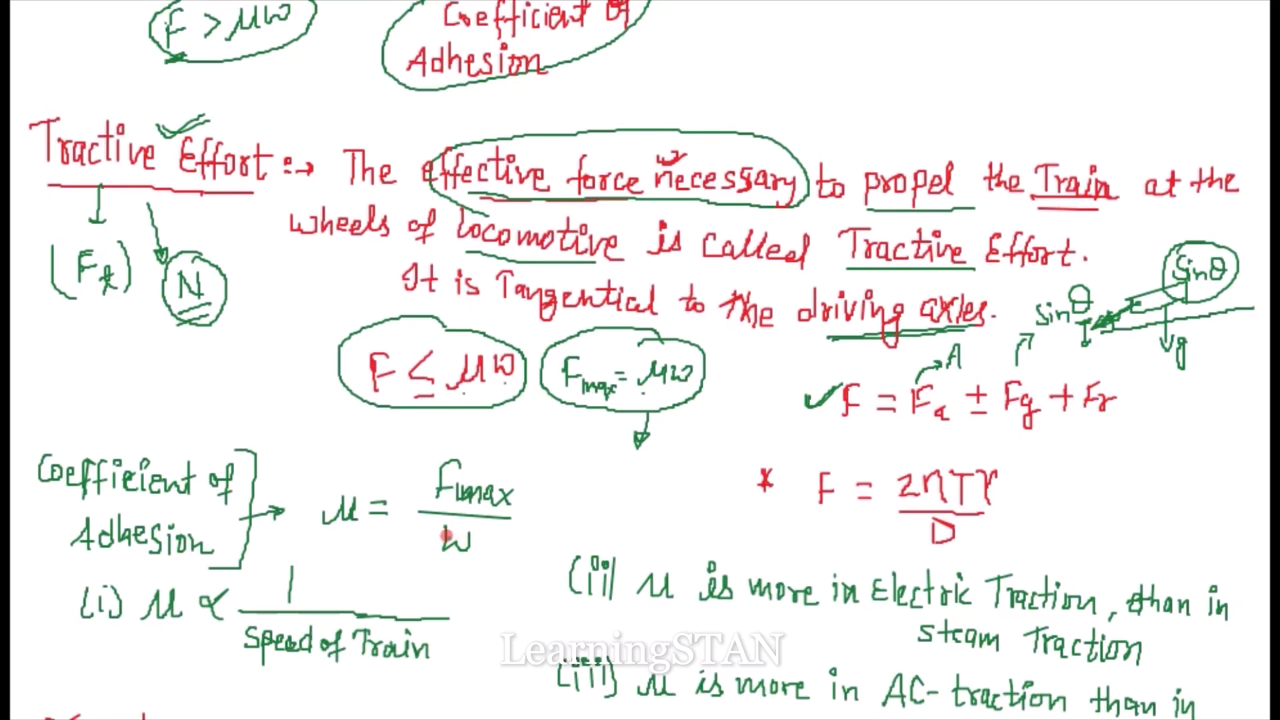 F > μW
Coefficient of
Adhesion
Tractive Effort :→ The effective force necessary to propel the Train at the
wheels of locomotive is called Tractive Effort.
(Ft)
N
It is Tangential to the driving axles.
sinθ
sinθ
g
F ≤ μW
Fmax = μW
A
F = Fa ± Fg + Fr
Coefficient of
Adhesion
μ = Fmax / W
* F = 2ηTγ / D
(i) μ ∝ 1 / Speed of Train
(ii) μ is more in Electric Traction, than in
steam Traction
LearningSTAN
(iii) μ is more in AC-traction than in